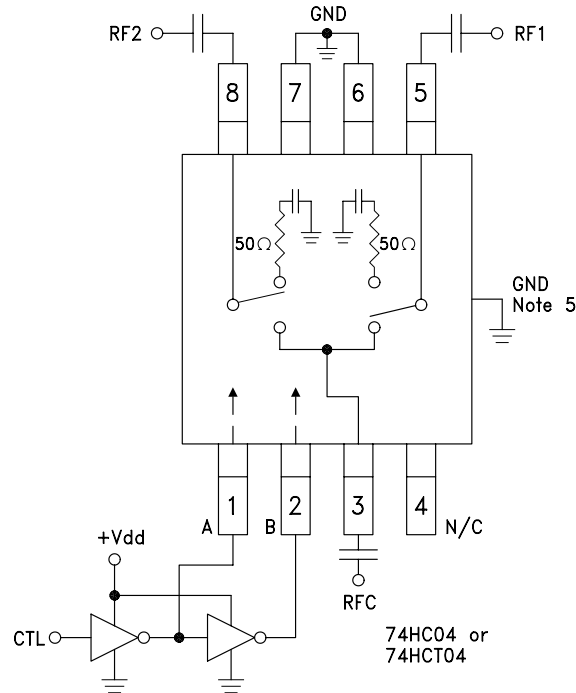 GND
RF2
RF1
8
7
6
5
50Ω
50Ω
GND
Note 5
1
2
3
4
A
B
N/C
+Vdd
RFC
CTL
74HC04 or
74HCT04